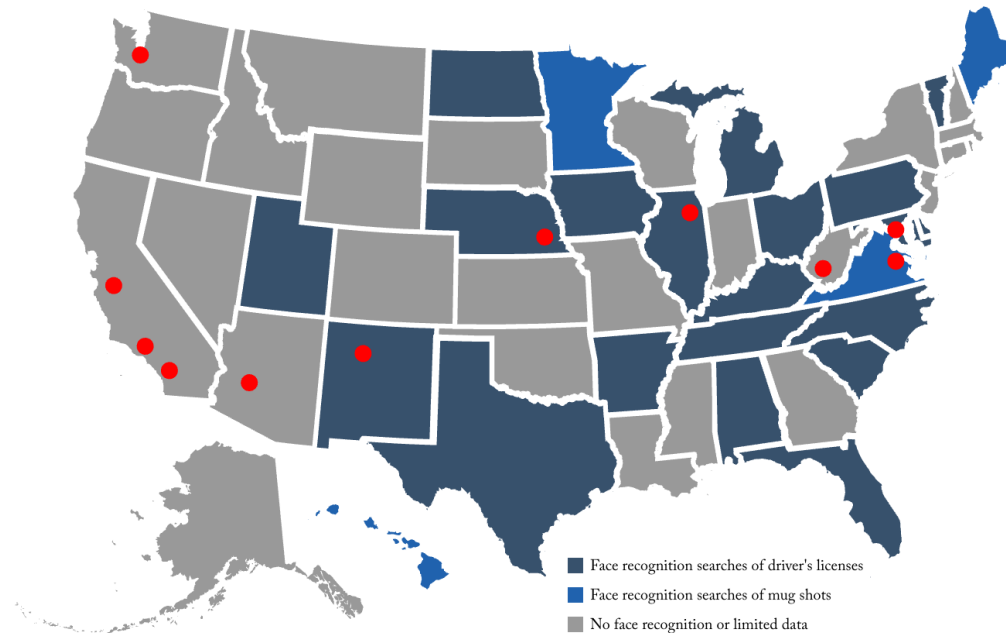 Face recognition searches of driver's licenses
Face recognition searches of mug shots
No face recognition or limited data